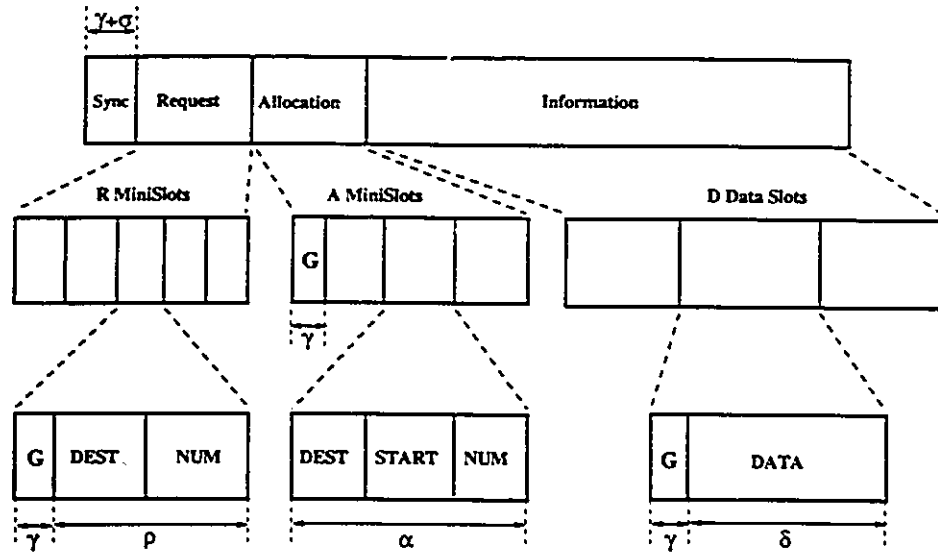 γ+σ
Sync Request Allocation Information
R MiniSlots A MiniSlots D Data Slots
G
γ
G DEST NUM DEST START NUM G DATA
γ ρ α γ δ